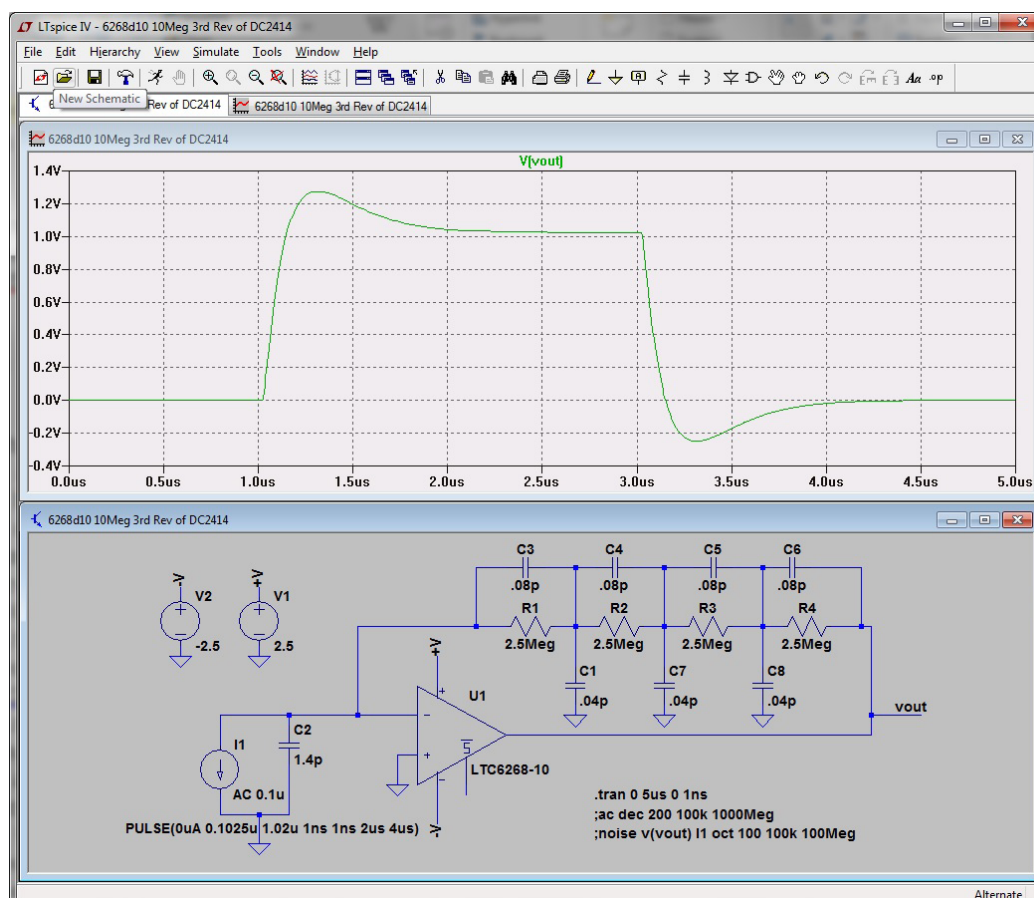 LTspice IV - 6268d10 10Meg 3rd Rev of DC2414
File Edit Hierarchy View Simulate Tools Window Help
Aa .op
New Schematic
6 Rev of DC2414 6268d10 10Meg 3rd Rev of DC2414
6268d10 10Meg 3rd Rev of DC2414
V(vout)
1.4V
1.2V
1.0V
0.8V
0.6V
0.4V
0.2V
0.0V
-0.2V
-0.4V
0.0us 0.5us 1.0us 1.5us 2.0us 2.5us 3.0us 3.5us 4.0us 4.5us 5.0us
6268d10 10Meg 3rd Rev of DC2414
C3 C4 C5 C6
.08p .08p .08p .08p
-V +V
V2 V1
-2.5 2.5
R1 R2 R3 R4
2.5Meg 2.5Meg 2.5Meg 2.5Meg
+V
C1 C7 C8
.04p .04p .04p
U1
vout
I1
C2
1.4p
5
LTC6268-10
AC 0.1u
PULSE(0uA 0.1025u 1.02u 1ns 1ns 2us 4us)
-V
.tran 0 5us 0 1ns
;ac dec 200 100k 1000Meg
;noise v(vout) I1 oct 100 100k 100Meg
Alternate